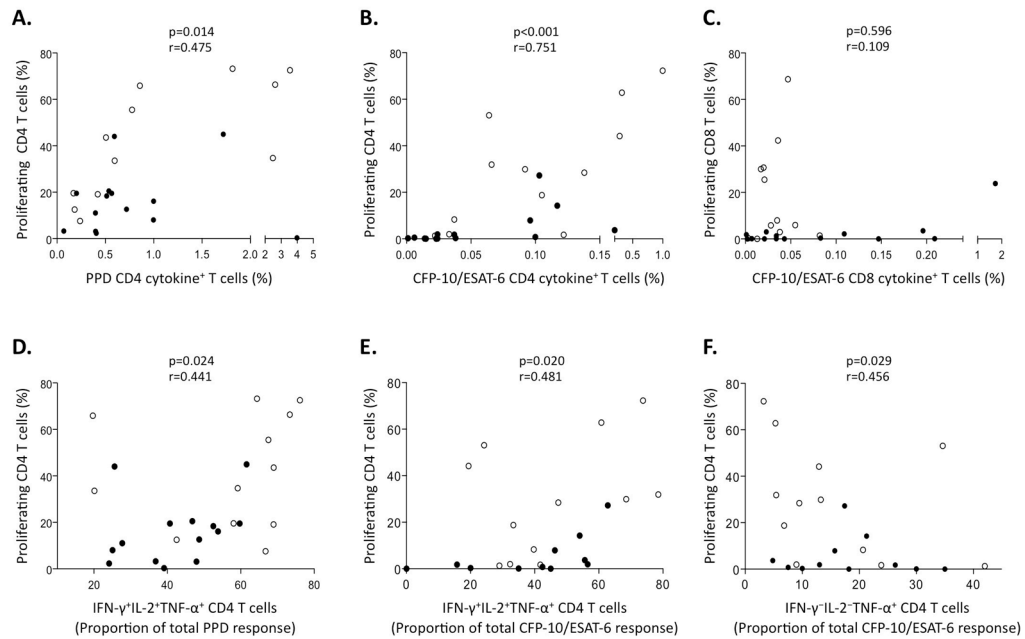 A.
p=0.014
r=0.475
Proliferating CD4 T cells (%)
80
60
40
20
0
0.0 0.5 1.0 1.5 2.0 2 3 4 5
PPD CD4 cytokine⁺ T cells (%)
B.
p<0.001
r=0.751
Proliferating CD4 T cells (%)
80
60
40
20
0
0.00 0.05 0.10 0.15 0.5 1.0
CFP-10/ESAT-6 CD4 cytokine⁺ T cells (%)
C.
p=0.596
r=0.109
Proliferating CD8 T cells (%)
80
60
40
20
0
0.00 0.05 0.10 0.15 0.20 1 2
CFP-10/ESAT-6 CD8 cytokine⁺ T cells (%)
D.
p=0.024
r=0.441
Proliferating CD4 T cells (%)
80
60
40
20
0
20 40 60 80
IFN-γ⁺IL-2⁺TNF-α⁺ CD4 T cells
(Proportion of total PPD response)
E.
p=0.020
r=0.481
Proliferating CD4 T cells (%)
80
60
40
20
0
0 20 40 60 80
IFN-γ⁺IL-2⁺TNF-α⁺ CD4 T cells
(Proportion of total CFP-10/ESAT-6 response)
F.
p=0.029
r=0.456
Proliferating CD4 T cells (%)
80
60
40
20
0
0 10 20 30 40
IFN-γ⁻IL-2⁻TNF-α⁺ CD4 T cells
(Proportion of total CFP-10/ESAT-6 response)